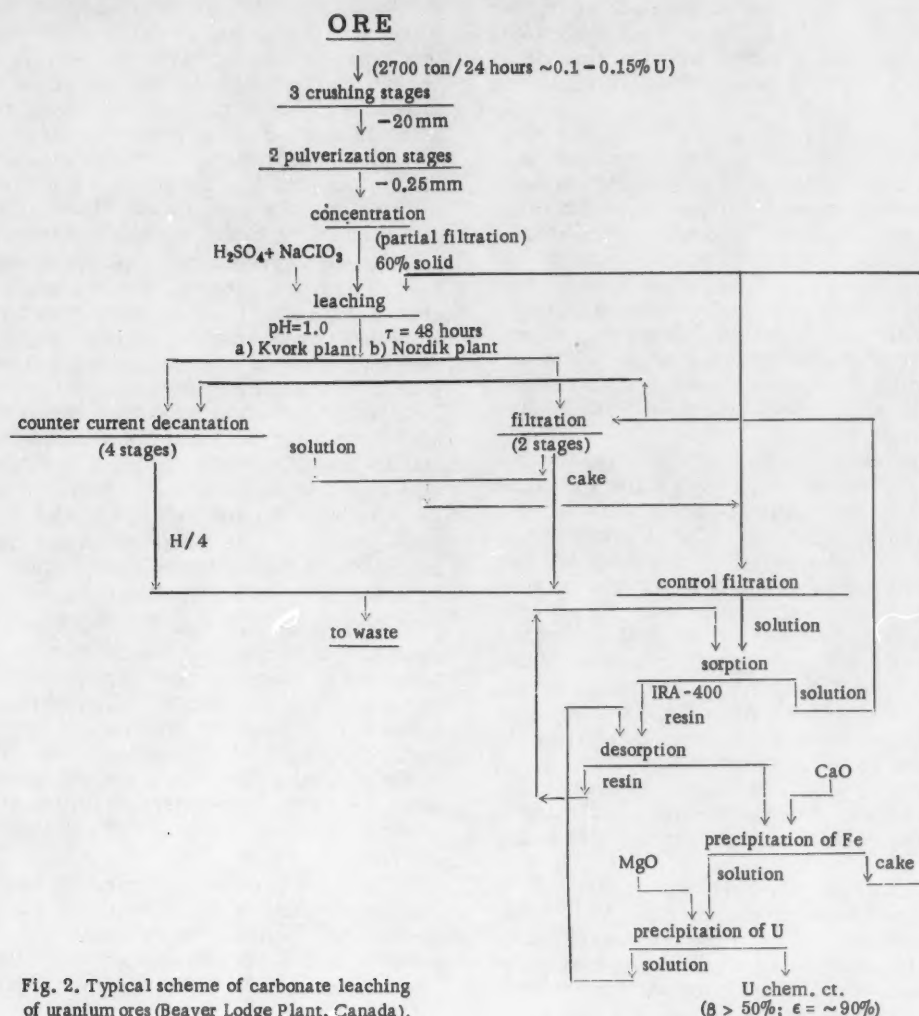 ORE
(2700 ton/24 hours ~0.1 - 0.15% U)
3 crushing stages
-20 mm
2 pulverization stages
-0.25 mm
concentration
(partial filtration)
H₂SO₄+ NaClO₃
60% solid
leaching
pH=1.0 τ = 48 hours
a) Kvork plant b) Nordik plant
counter current decantation
(4 stages)
solution
filtration
(2 stages)
cake
H/4
control filtration
solution
to waste
sorption
IRA-400
solution
resin
desorption
resin
CaO
precipitation of Fe
MgO
solution
cake
precipitation of U
solution
U chem. ct.
(β > 50%; ϵ = ~90%)
Fig. 2. Typical scheme of carbonate leaching
of uranium ores (Beaver Lodge Plant, Canada).